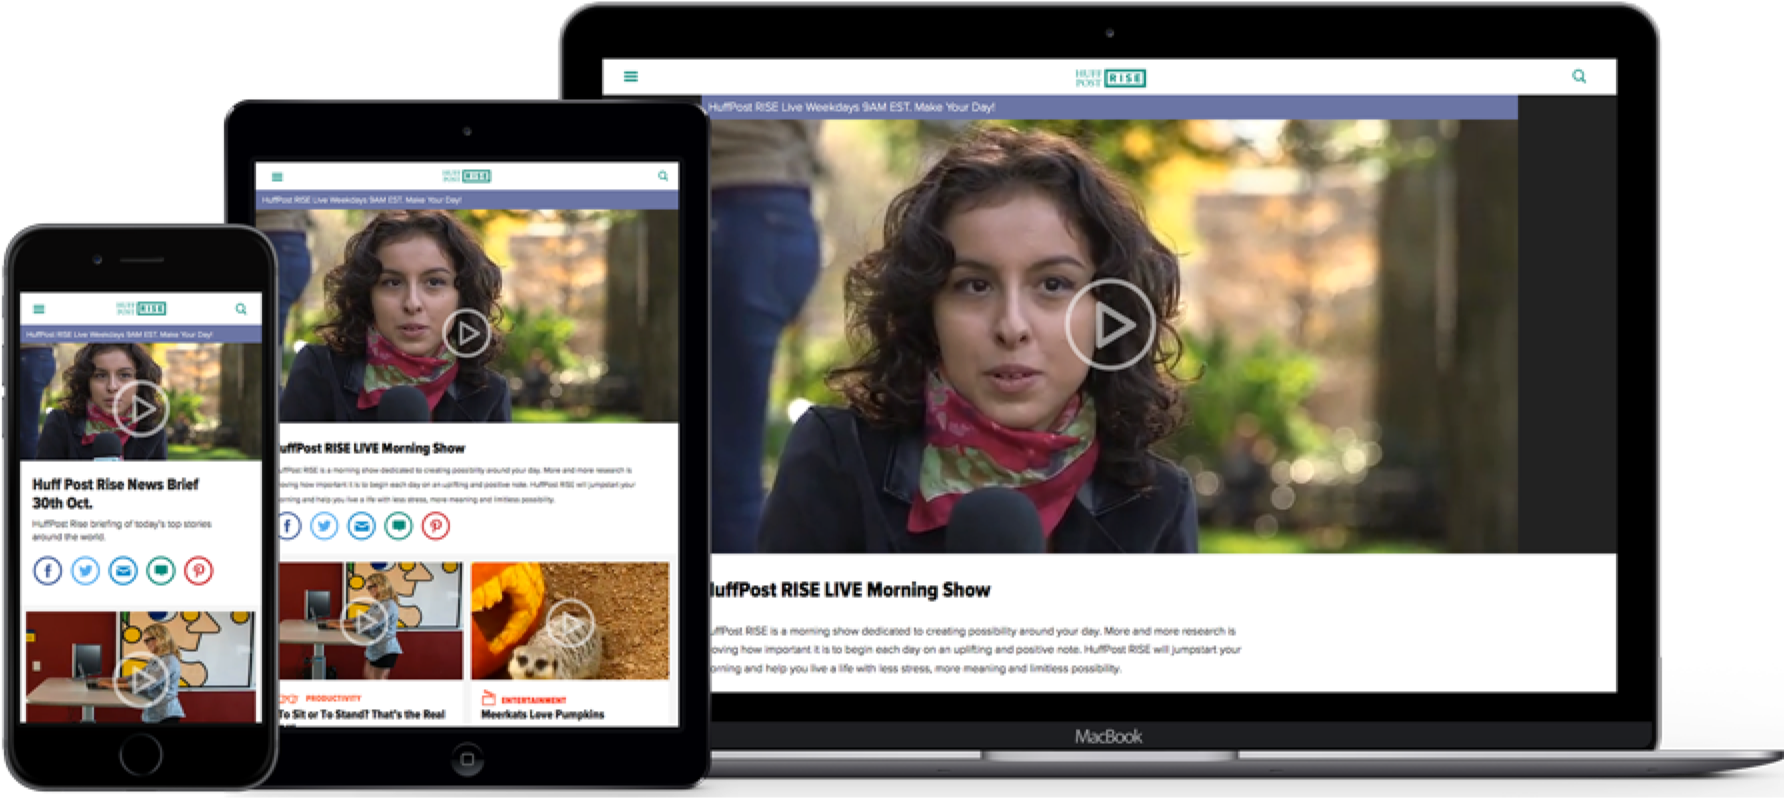 HUFF
POST RISE
HuffPost RISE Live Weekdays 9AM EST. Make Your Day!
Huff Post Rise News Brief
30th Oct.
HuffPost Rise briefing of today's top stories
around the world.
HUFF
POST RISE
HuffPost RISE Live Weekdays 9AM EST. Make Your Day!
uffPost RISE LIVE Morning Show
uffPost RISE is a morning show dedicated to creating possibility around your day. More and more research is
oving how important it is to begin each day on an uplifting and positive note. HuffPost RISE will jumpstart your
orning and help you live a life with less stress, more meaning and limitless possibility.
PRODUCTIVITY
To Sit or To Stand? That's the Real
ENTERTAINMENT
Meerkats Love Pumpkins
HUFF
POST RISE
HuffPost RISE Live Weekdays 9AM EST. Make Your Day!
uffPost RISE LIVE Morning Show
uffPost RISE is a morning show dedicated to creating possibility around your day. More and more research is
oving how important it is to begin each day on an uplifting and positive note. HuffPost RISE will jumpstart your
orning and help you live a life with less stress, more meaning and limitless possibility.
MacBook